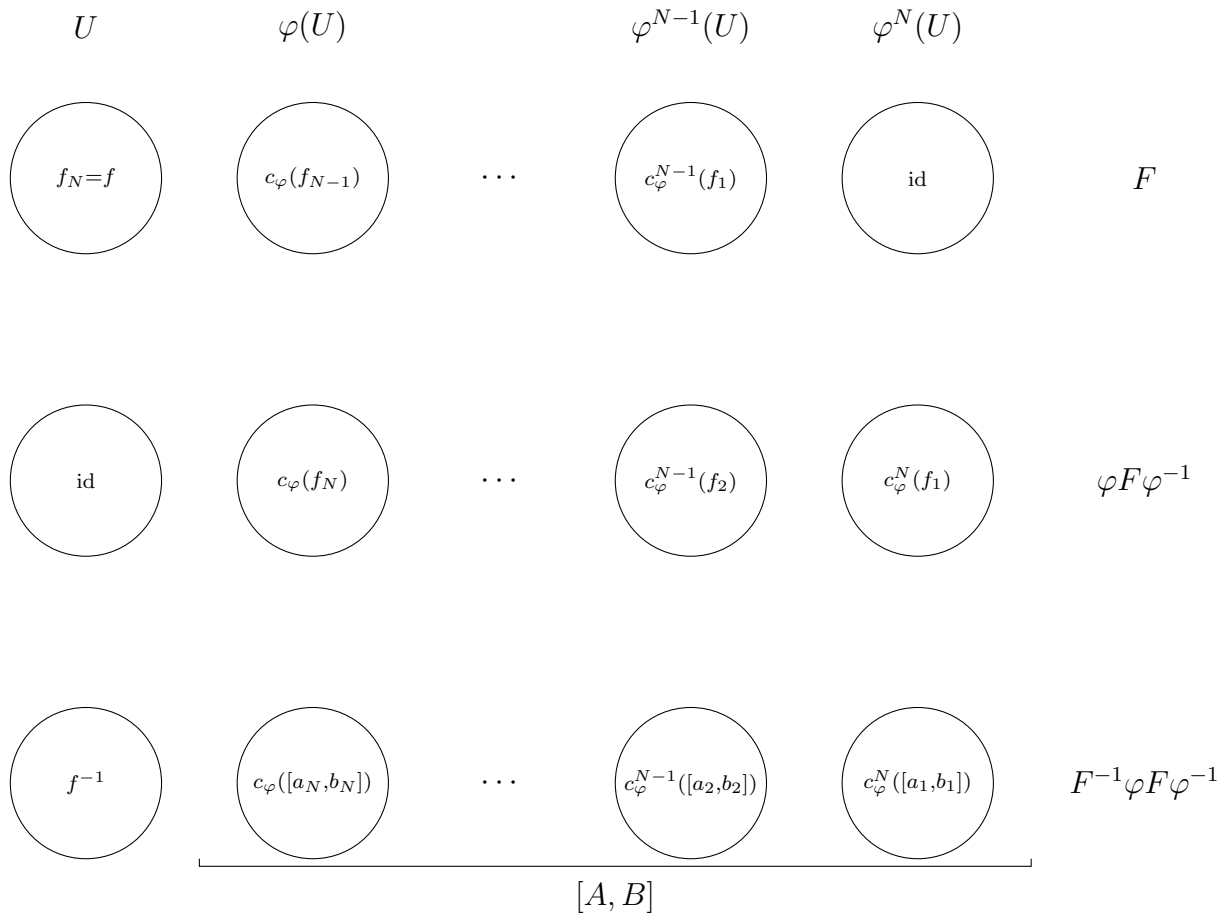 U φ(U) φ^{N-1}(U) φ^N(U)
f_N=f c_φ(f_{N-1}) ⋯ c_φ^{N-1}(f_1) id F
id c_φ(f_N) ⋯ c_φ^{N-1}(f_2) c_φ^N(f_1) φFφ^{-1}
f^{-1} c_φ([a_N,b_N]) ⋯ c_φ^{N-1}([a_2,b_2]) c_φ^N([a_1,b_1]) F^{-1}φFφ^{-1}
[A, B]